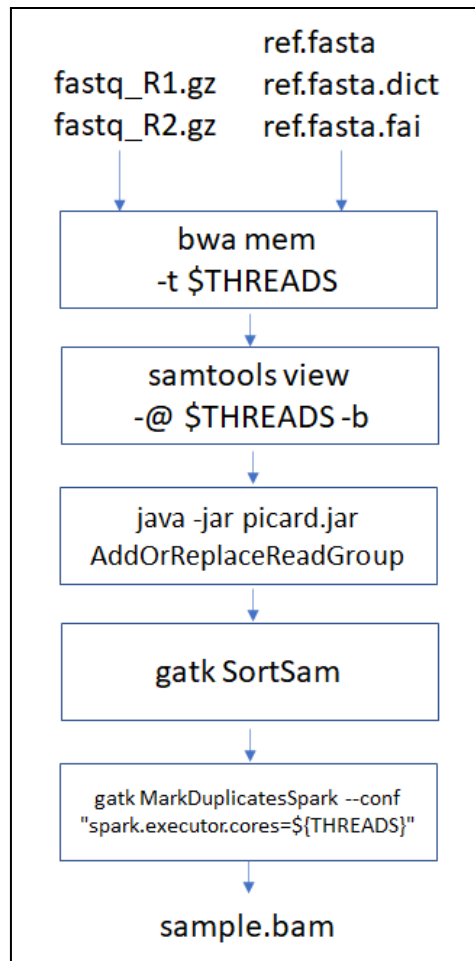 fastq_R1.gz
fastq_R2.gz
ref.fasta
ref.fasta.dict
ref.fasta.fai
bwa mem
-t $THREADS
samtools view
-@ $THREADS -b
java -jar picard.jar
AddOrReplaceReadGroup
gatk SortSam
gatk MarkDuplicatesSpark --conf
"spark.executor.cores=${THREADS}"
sample.bam